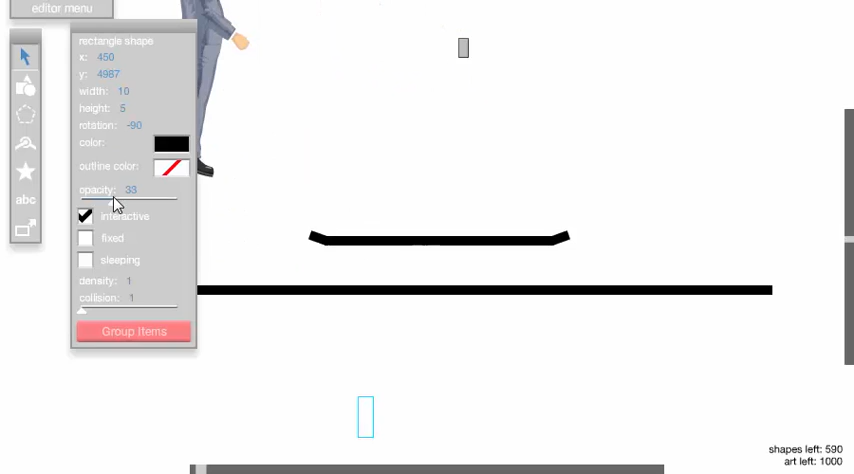 editor menu
rectangle shape
x: 450
y: 4987
width: 10
height: 5
rotation: -90
color:
outline color:
opacity: 33
interactive
fixed
sleeping
density: 1
collision: 1
Group Items
abc
shapes left: 590
art left: 1000